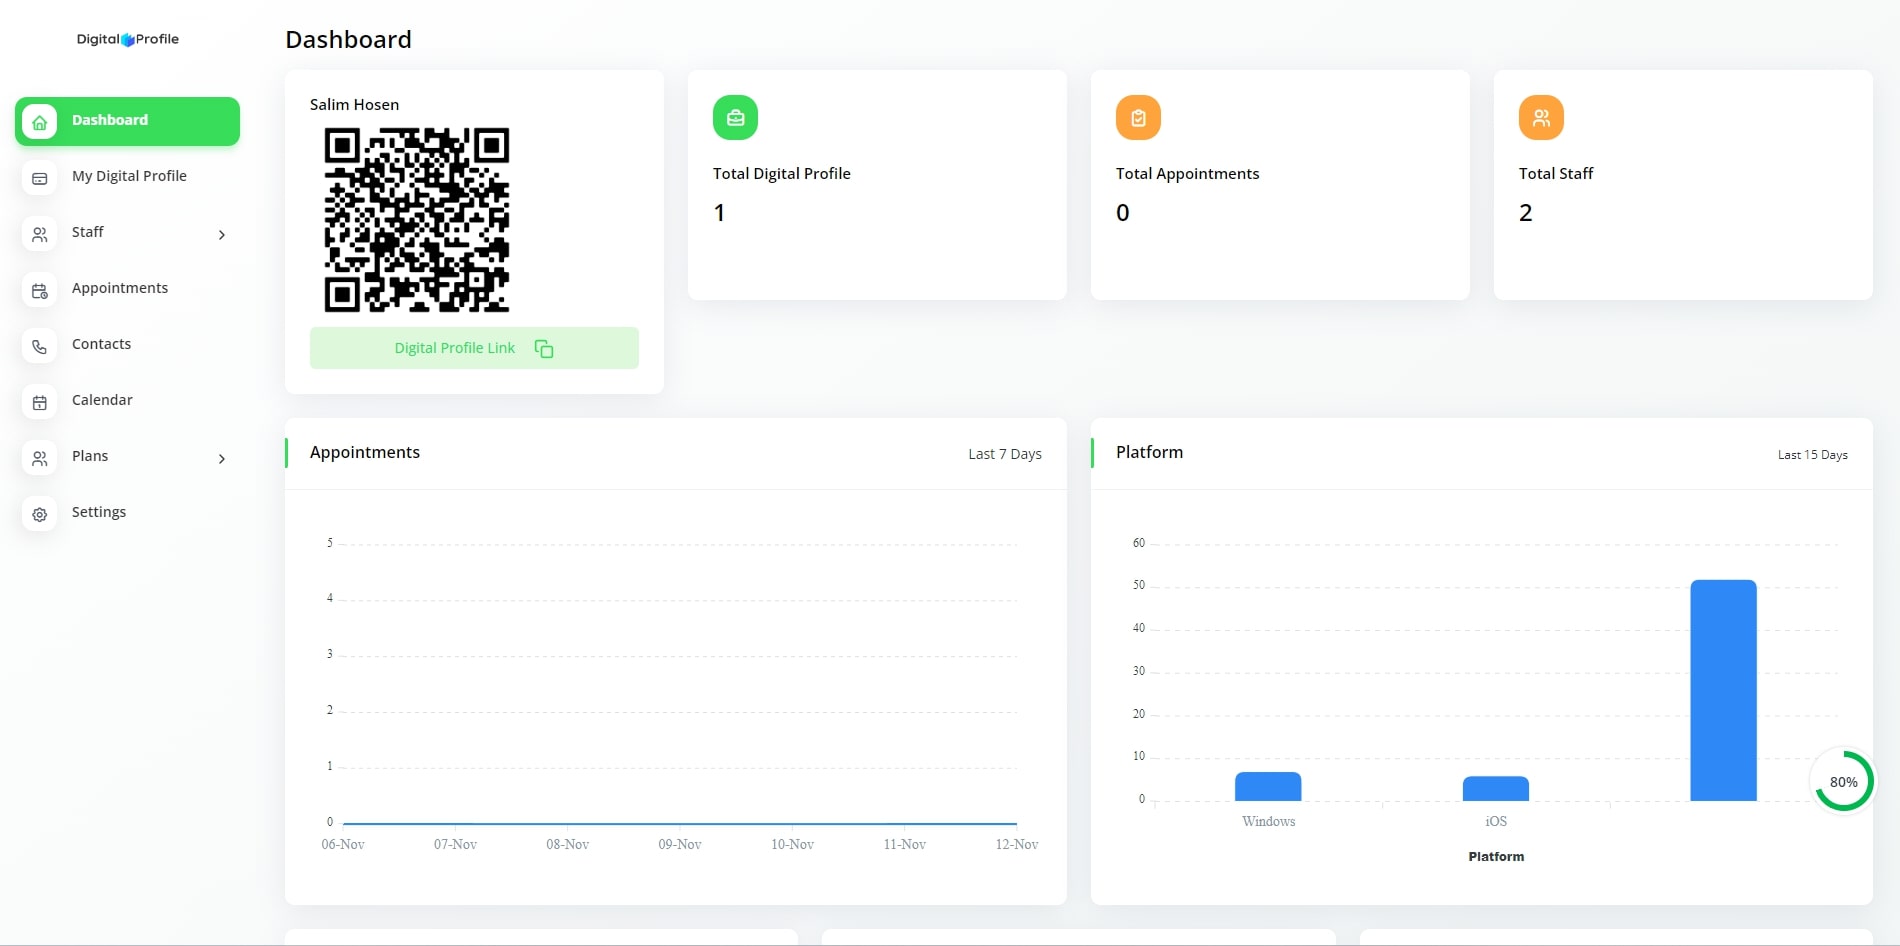 Digital Profile
Dashboard
My Digital Profile
Staff
Appointments
Contacts
Calendar
Plans
Settings
Dashboard
Salim Hosen
Digital Profile Link
Total Digital Profile
1
Total Appointments
0
Total Staff
2
Appointments
Last 7 Days
5
4
3
2
1
0
06-Nov 07-Nov 08-Nov 09-Nov 10-Nov 11-Nov 12-Nov
Platform
Last 15 Days
60
50
40
30
20
10
0
Windows iOS
Platform
80%